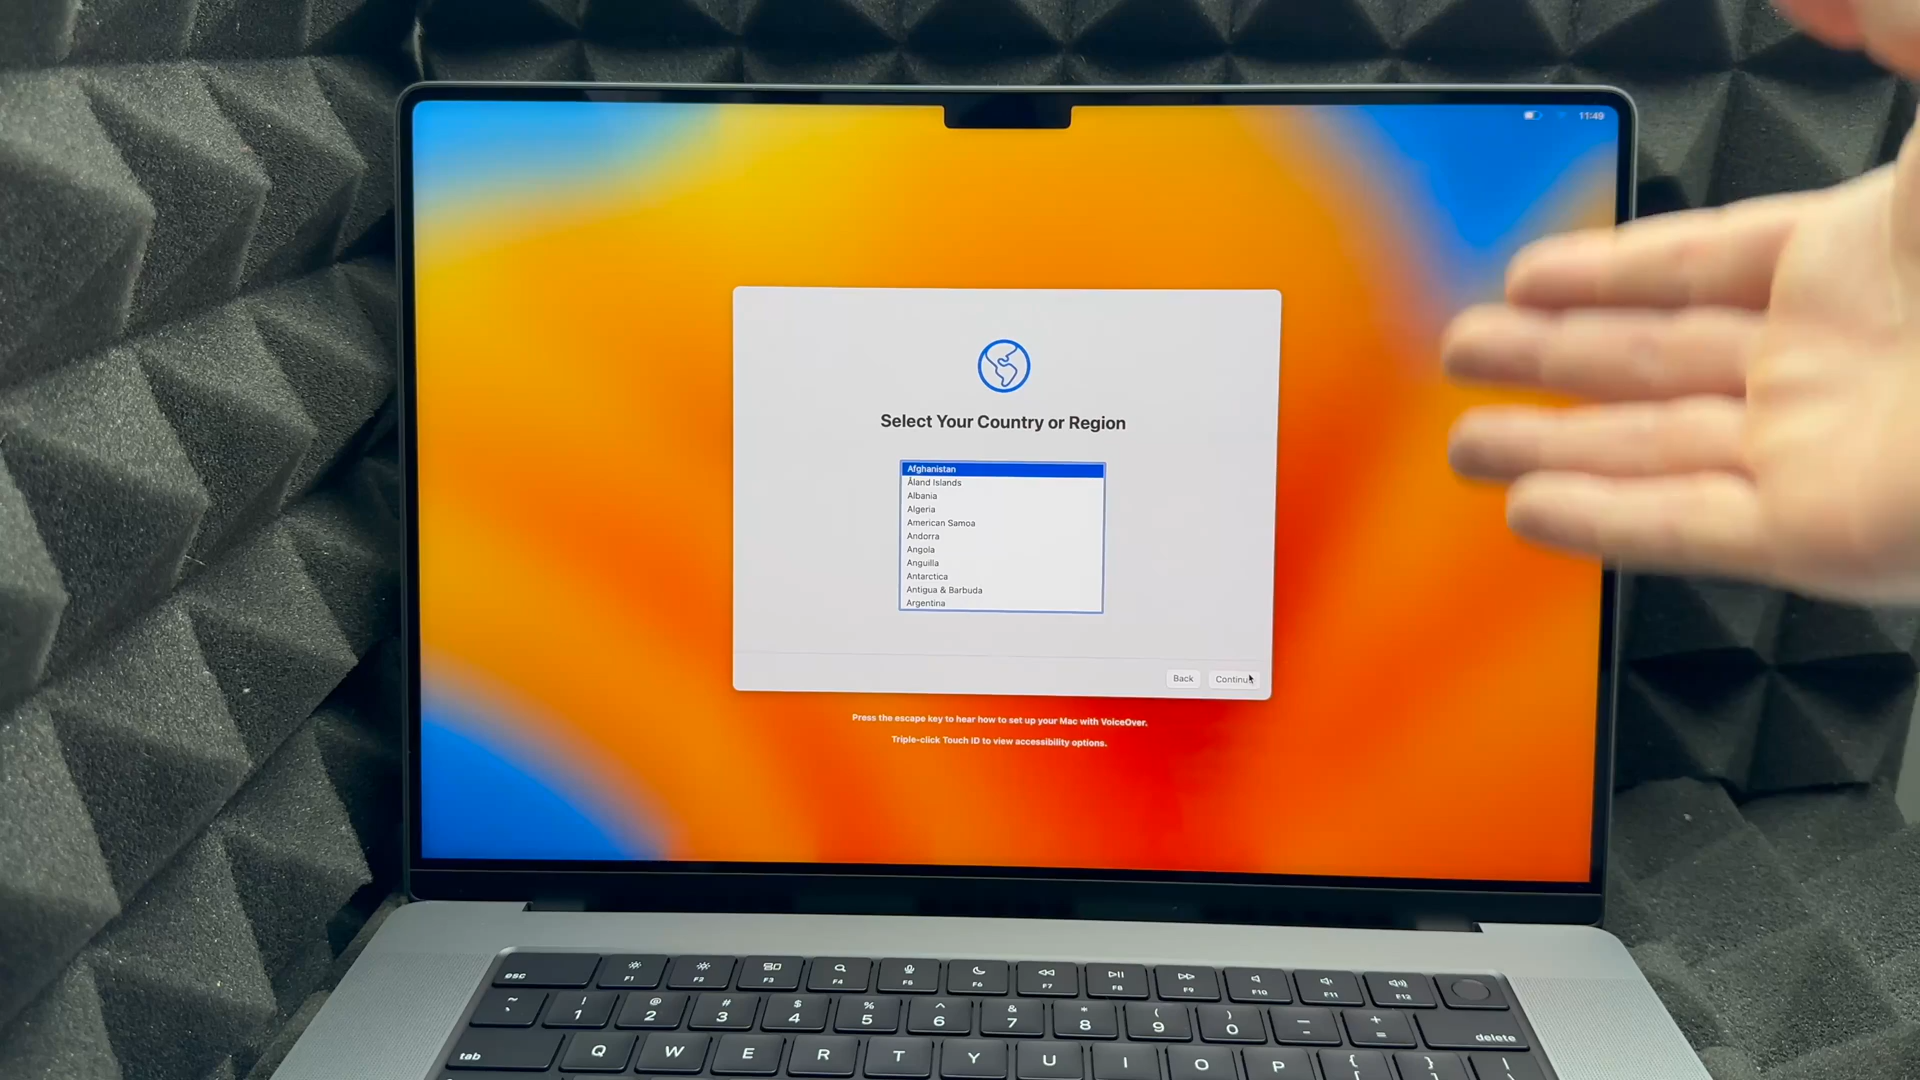 11:49
Select Your Country or Region
Afghanistan
Åland Islands
Albania
Algeria
American Samoa
Andorra
Angola
Anguilla
Antarctica
Antigua & Barbuda
Argentina
Back
Continue
Press the escape key to hear how to set up your Mac with VoiceOver.
Triple-click Touch ID to view accessibility options.
esc
F1 F2 F3 F4 F5 F6 F7 F8 F9 F10 F11 F12
~ ! @ # $ % ^ & * ( ) _ +
` 1 2 3 4 5 6 7 8 9 0 - = delete
tab Q W E R T Y U I O P { } |